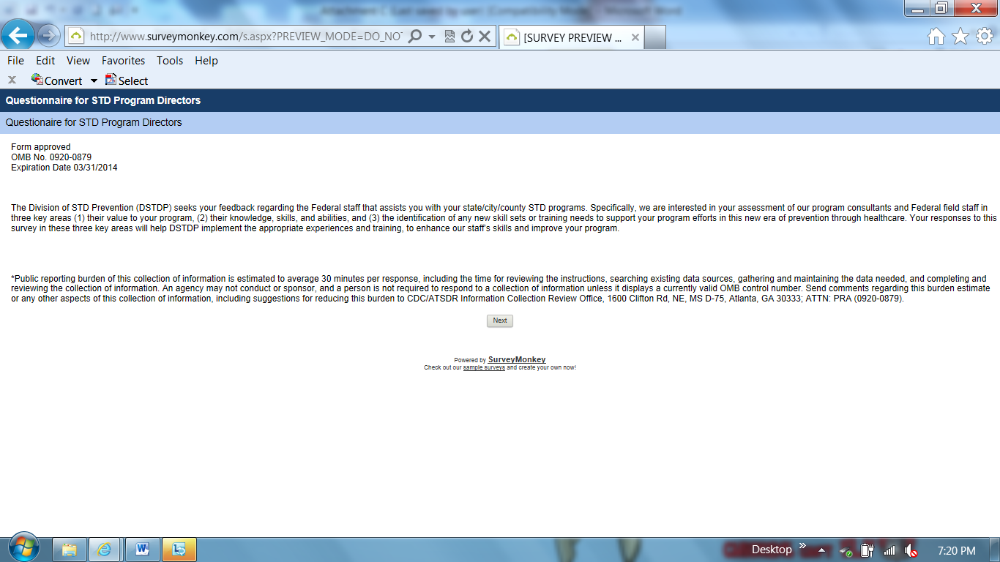 Attachment C (Last saved by user) [Compatibility Mode] - Microsoft Word
http://www.surveymonkey.com/s.aspx?PREVIEW_MODE=DO_NO
[SURVEY PREVIEW ...
File Edit View Favorites Tools Help
x Convert Select
Questionnaire for STD Program Directors
Questionaire for STD Program Directors
Form approved
OMB No. 0920-0879
Expiration Date 03/31/2014
The Division of STD Prevention (DSTDP) seeks your feedback regarding the Federal staff that assists you with your state/city/county STD programs. Specifically, we are interested in your assessment of our program consultants and Federal field staff in
three key areas (1) their value to your program, (2) their knowledge, skills, and abilities, and (3) the identification of any new skill sets or training needs to support your program efforts in this new era of prevention through healthcare. Your responses to this
survey in these three key areas will help DSTDP implement the appropriate experiences and training, to enhance our staff's skills and improve your program.
*Public reporting burden of this collection of information is estimated to average 30 minutes per response, including the time for reviewing the instructions, searching existing data sources, gathering and maintaining the data needed, and completing and
reviewing the collection of information. An agency may not conduct or sponsor, and a person is not required to respond to a collection of information unless it displays a currently valid OMB control number. Send comments regarding this burden estimate
or any other aspects of this collection of information, including suggestions for reducing this burden to CDC/ATSDR Information Collection Review Office, 1600 Clifton Rd, NE, MS D-75, Atlanta, GA 30333; ATTN: PRA (0920-0879).
Next
Powered by SurveyMonkey
Check out our sample surveys and create your own now!
Desktop » 7:20 PM